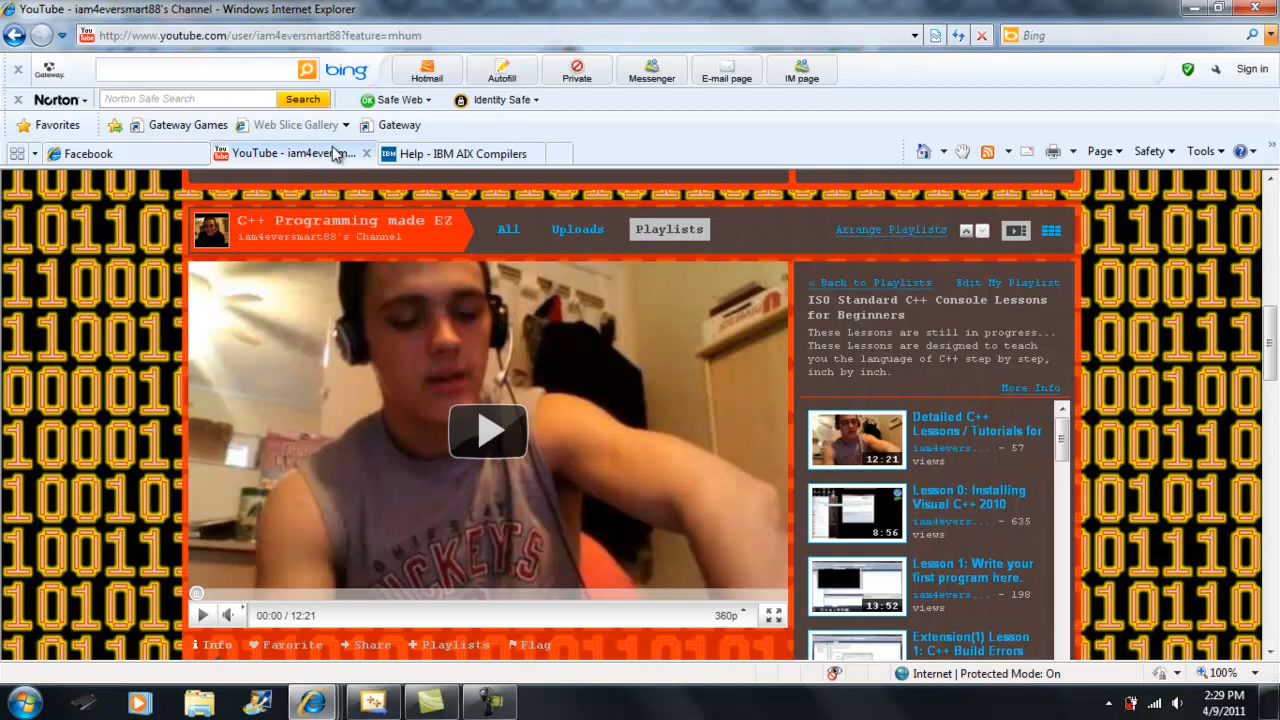 YouTube - iam4eversmart88's Channel - Windows Internet Explorer
http://www.youtube.com/user/iam4eversmart88?feature=mhum
Bing
Gateway.
bing
Hotmail
Autofill
Private
Messenger
E-mail page
IM page
Sign in
Norton
Norton Safe Search
Search
Safe Web
Identity Safe
Favorites
Gateway Games
Web Slice Gallery
Gateway
Facebook
YouTube - iam4eversm...
Help - IBM AIX Compilers
Page
Safety
Tools
C++ Programming made EZ
iam4eversmart88's Channel
All
Uploads
Playlists
Arrange Playlists
« Back to Playlists
Edit My Playlist
ISO Standard C++ Console Lessons
for Beginners
These Lessons are still in progress...
These Lessons are designed to teach
you the language of C++ step by step,
inch by inch.
More Info
Detailed C++
Lessons / Tutorials for
iam4evers... - 57
views
12:21
Lesson 0: Installing
Visual C++ 2010
iam4evers... - 635
views
8:56
Lesson 1: Write your
first program here.
iam4evers... - 198
views
13:52
Extension(1) Lesson
1: C++ Build Errors
00:00 / 12:21
360p
Info
Favorite
Share
Playlists
Flag
Internet | Protected Mode: On
100%
2:29 PM
4/9/2011